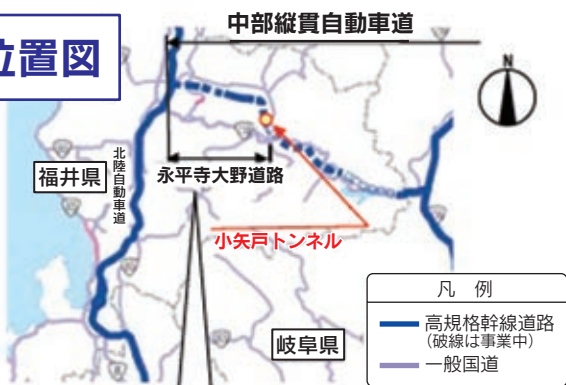 位置図
中部縦貫自動車道
N
福井県
北陸自動車道
永平寺大野道路
小矢戸トンネル
岐阜県
凡 例
高規格幹線道路
(破線は事業中)
一般国道